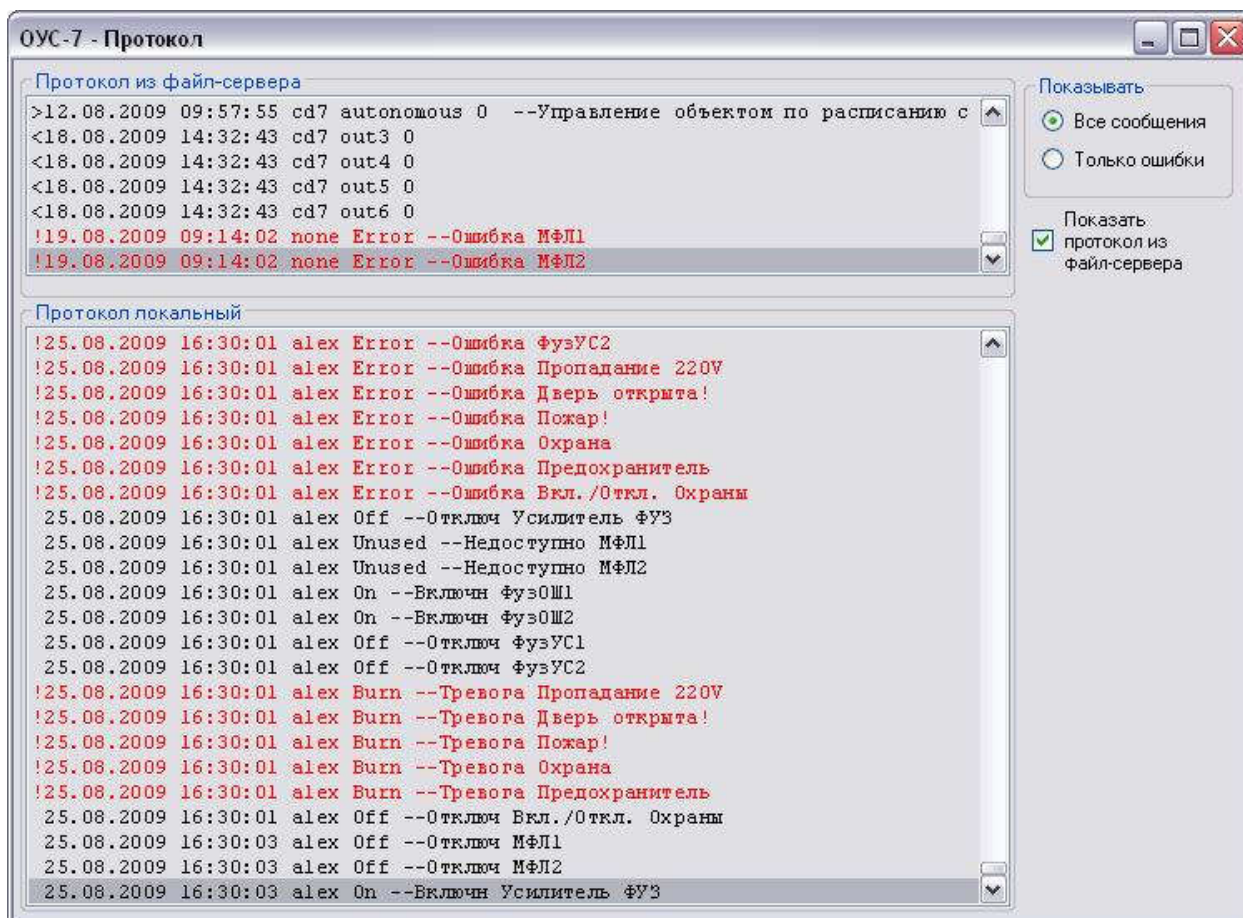 ОУС-7 - Протокол
Протокол из файл-сервера
>12.08.2009 09:57:55 cd7 autonomous 0 --Управление объектом по расписанию с
<18.08.2009 14:32:43 cd7 out3 0
<18.08.2009 14:32:43 cd7 out4 0
<18.08.2009 14:32:43 cd7 out5 0
<18.08.2009 14:32:43 cd7 out6 0
!19.08.2009 09:14:02 none Error --Ошибка МФЛ1
!19.08.2009 09:14:02 none Error --Ошибка МФЛ2
Показывать
Все сообщения
Только ошибки
Показать
протокол из
файл-сервера
Протокол локальный
!25.08.2009 16:30:01 alex Error --Ошибка ФузУС2
!25.08.2009 16:30:01 alex Error --Ошибка Пропадание 220V
!25.08.2009 16:30:01 alex Error --Ошибка Дверь открыта!
!25.08.2009 16:30:01 alex Error --Ошибка Пожар!
!25.08.2009 16:30:01 alex Error --Ошибка Охрана
!25.08.2009 16:30:01 alex Error --Ошибка Предохранитель
!25.08.2009 16:30:01 alex Error --Ошибка Вкл./Откл. Охраны
25.08.2009 16:30:01 alex Off --Отключ Усилитель ФУЗ
25.08.2009 16:30:01 alex Unused --Недоступно МФЛ1
25.08.2009 16:30:01 alex Unused --Недоступно МФЛ2
25.08.2009 16:30:01 alex On --Включн ФузОШ1
25.08.2009 16:30:01 alex On --Включн ФузОШ2
25.08.2009 16:30:01 alex Off --Отключ ФузУС1
25.08.2009 16:30:01 alex Off --Отключ ФузУС2
!25.08.2009 16:30:01 alex Burn --Тревога Пропадание 220V
!25.08.2009 16:30:01 alex Burn --Тревога Дверь открыта!
!25.08.2009 16:30:01 alex Burn --Тревога Пожар!
!25.08.2009 16:30:01 alex Burn --Тревога Охрана
!25.08.2009 16:30:01 alex Burn --Тревога Предохранитель
25.08.2009 16:30:01 alex Off --Отключ Вкл./Откл. Охраны
25.08.2009 16:30:03 alex Off --Отключ МФЛ1
25.08.2009 16:30:03 alex Off --Отключ МФЛ2
25.08.2009 16:30:03 alex On --Включн Усилитель ФУЗ